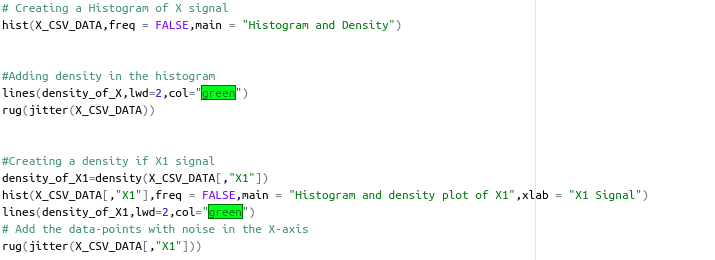 # Creating a Histogram of X signal
hist(X_CSV_DATA,freq = FALSE,main = "Histogram and Density")
#Adding density in the histogram
lines(density_of_X,lwd=2,col="green")
rug(jitter(X_CSV_DATA))
#Creating a density if X1 signal
density_of_X1=density(X_CSV_DATA[,"X1"])
hist(X_CSV_DATA[,"X1"],freq = FALSE,main = "Histogram and density plot of X1",xlab = "X1 Signal")
lines(density_of_X1,lwd=2,col="green")
# Add the data-points with noise in the X-axis
rug(jitter(X_CSV_DATA[,"X1"]))